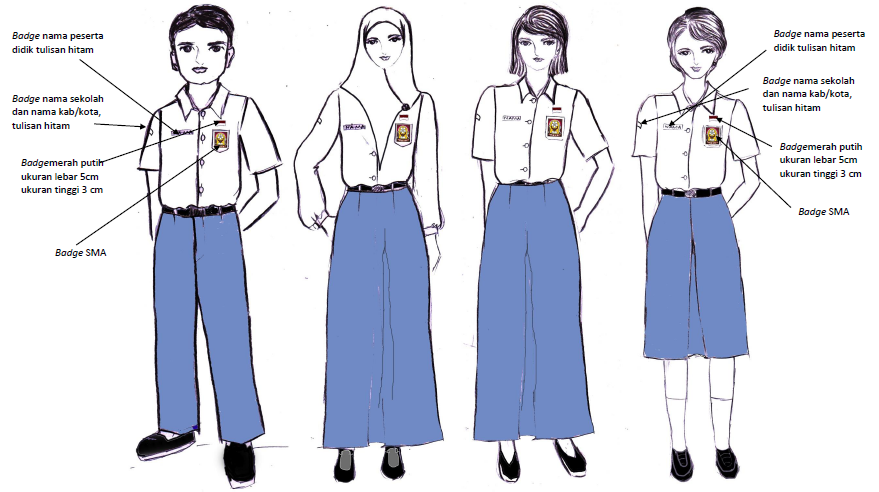 Badge nama peserta
didik tulisan hitam
Badge nama sekolah
dan nama kab/kota,
tulisan hitam
Badgemerah putih
ukuran lebar 5cm
ukuran tinggi 3 cm
Badge SMA
Badge nama peserta
didik tulisan hitam
Badge nama sekolah
dan nama kab/kota,
tulisan hitam
Badgemerah putih
ukuran lebar 5cm
ukuran tinggi 3 cm
Badge SMA